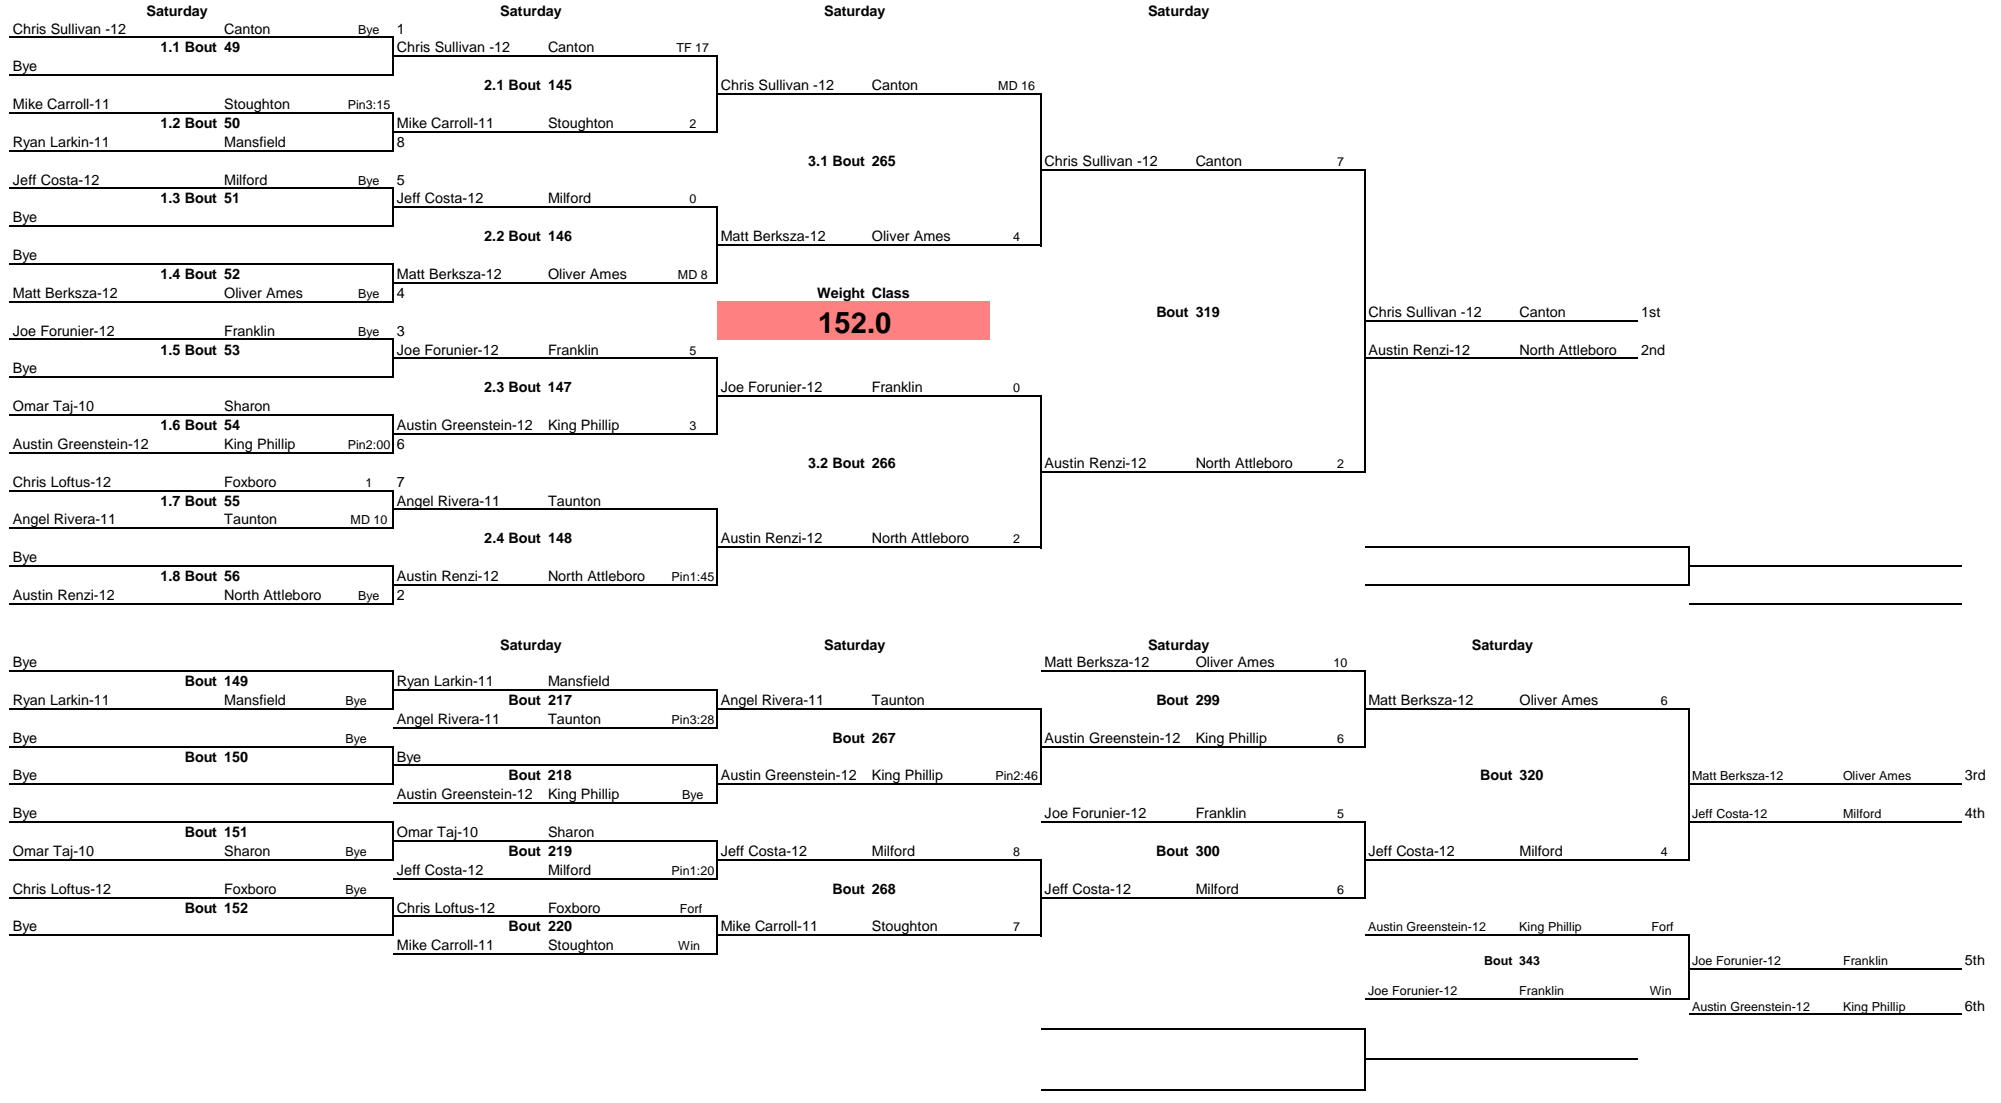 Saturday Saturday Saturday Saturday
Chris Sullivan -12 Canton Bye 1
1.1 Bout 49 Chris Sullivan -12 Canton TF 17
Bye
2.1 Bout 145 Chris Sullivan -12 Canton MD 16
Mike Carroll-11 Stoughton Pin3:15
1.2 Bout 50 Mike Carroll-11 Stoughton 2
Ryan Larkin-11 Mansfield 8
3.1 Bout 265 Chris Sullivan -12 Canton 7
Jeff Costa-12 Milford Bye 5
1.3 Bout 51 Jeff Costa-12 Milford 0
Bye
2.2 Bout 146 Matt Berksza-12 Oliver Ames 4
Bye
1.4 Bout 52 Matt Berksza-12 Oliver Ames MD 8
Matt Berksza-12 Oliver Ames Bye 4 Weight Class
152.0 Bout 319 Chris Sullivan -12 Canton 1st
Joe Forunier-12 Franklin Bye 3
1.5 Bout 53 Joe Forunier-12 Franklin 5 Austin Renzi-12 North Attleboro 2nd
Bye
2.3 Bout 147 Joe Forunier-12 Franklin 0
Omar Taj-10 Sharon
1.6 Bout 54 Austin Greenstein-12 King Phillip 3
Austin Greenstein-12 King Phillip Pin2:00 6
3.2 Bout 266 Austin Renzi-12 North Attleboro 2
Chris Loftus-12 Foxboro 1 7
1.7 Bout 55 Angel Rivera-11 Taunton
Angel Rivera-11 Taunton MD 10
2.4 Bout 148 Austin Renzi-12 North Attleboro 2
Bye
1.8 Bout 56 Austin Renzi-12 North Attleboro Pin1:45
Austin Renzi-12 North Attleboro Bye 2
Saturday Saturday Saturday Saturday
Bye Matt Berksza-12 Oliver Ames 10
Bout 149 Ryan Larkin-11 Mansfield
Ryan Larkin-11 Mansfield Bye Bout 217 Angel Rivera-11 Taunton Bout 299 Matt Berksza-12 Oliver Ames 6
Angel Rivera-11 Taunton Pin3:28
Bye Bye Bout 267 Austin Greenstein-12 King Phillip 6
Bout 150 Bye
Bye Bout 218 Austin Greenstein-12 King Phillip Pin2:46 Bout 320 Matt Berksza-12 Oliver Ames 3rd
Austin Greenstein-12 King Phillip Bye
Bye Joe Forunier-12 Franklin 5 Jeff Costa-12 Milford 4th
Bout 151 Omar Taj-10 Sharon
Omar Taj-10 Sharon Bye Bout 219 Jeff Costa-12 Milford 8 Bout 300 Jeff Costa-12 Milford 4
Jeff Costa-12 Milford Pin1:20
Chris Loftus-12 Foxboro Bye Bout 268 Jeff Costa-12 Milford 6
Bout 152 Chris Loftus-12 Foxboro Forf
Bye Bout 220 Mike Carroll-11 Stoughton 7 Austin Greenstein-12 King Phillip Forf
Mike Carroll-11 Stoughton Win
Bout 343 Joe Forunier-12 Franklin 5th
Joe Forunier-12 Franklin Win
Austin Greenstein-12 King Phillip 6th